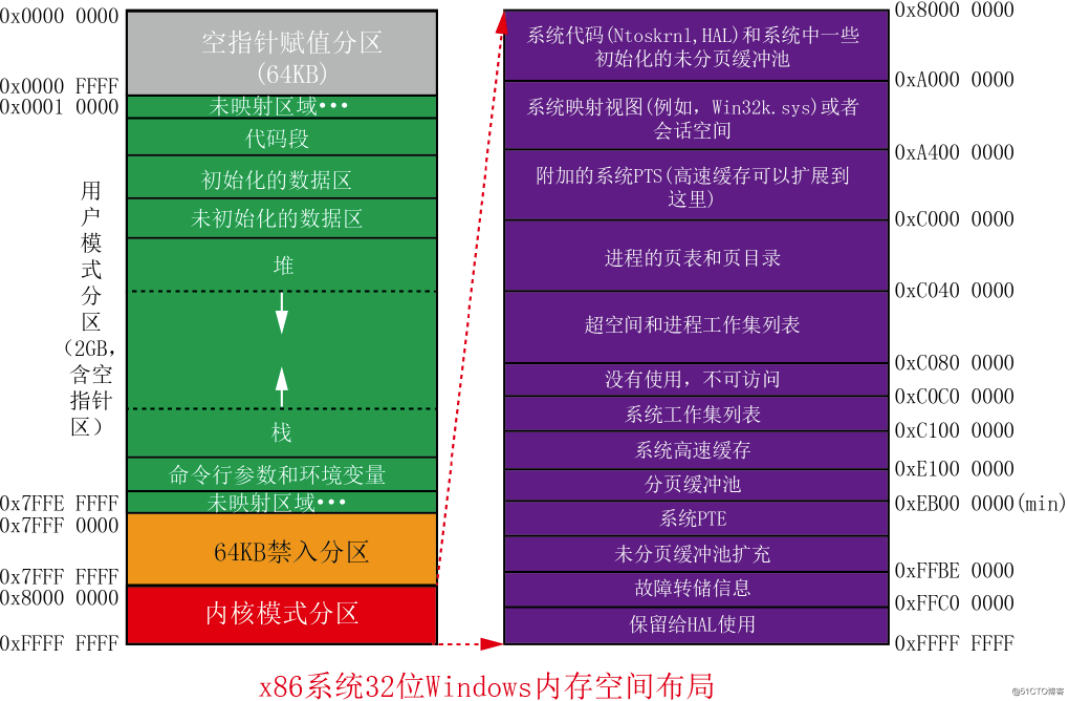 0x0000 0000
空指针赋值分区
(64KB)
0x0000 FFFF
0x0001 0000
未映射区域•••
代码段
初始化的数据区
未初始化的数据区
堆
栈
命令行参数和环境变量
未映射区域•••
用
户
模
式
分
区
(2GB，
含空
指针
区)
0x7FFE FFFF
0x7FFF 0000
64KB禁入分区
0x7FFF FFFF
0x8000 0000
内核模式分区
0xFFFF FFFF
0x8000 0000
系统代码(Ntoskrnl,HAL)和系统中一些
初始化的未分页缓冲池
0xA000 0000
系统映射视图(例如，Win32k.sys)或者
会话空间
0xA400 0000
附加的系统PTS(高速缓存可以扩展到
这里)
0xC000 0000
进程的页表和页目录
0xC040 0000
超空间和进程工作集列表
0xC080 0000
没有使用，不可访问
0xC0C0 0000
系统工作集列表
0xC100 0000
系统高速缓存
0xE100 0000
分页缓冲池
0xEB00 0000(min)
系统PTE
未分页缓冲池扩充
0xFFBE 0000
故障转储信息
0xFFC0 0000
保留给HAL使用
0xFFFF FFFF
x86系统32位Windows内存空间布局
@51CTO博客